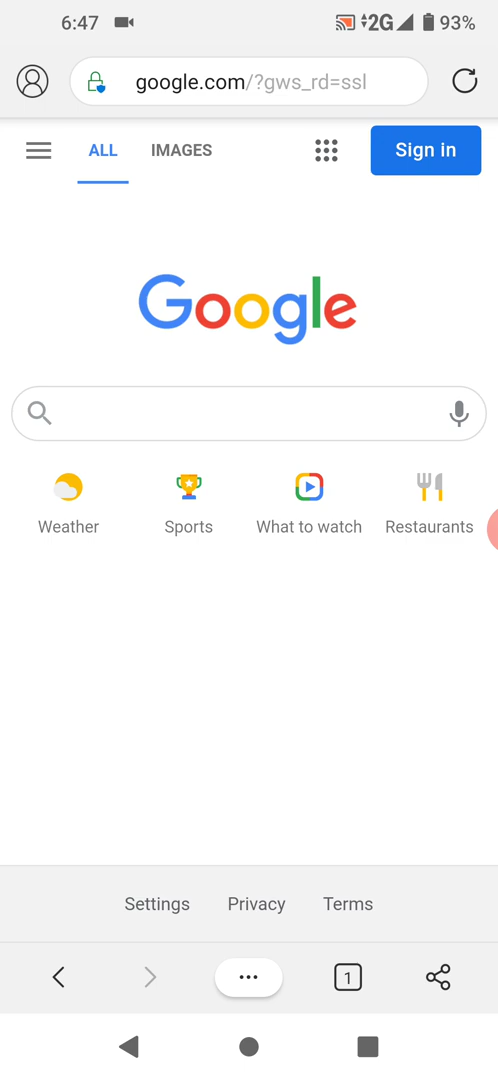 6:47 2G 93%
google.com/?gws_rd=ssl
ALL IMAGES Sign in
Google
Weather Sports What to watch Restaurants
Settings Privacy Terms
1